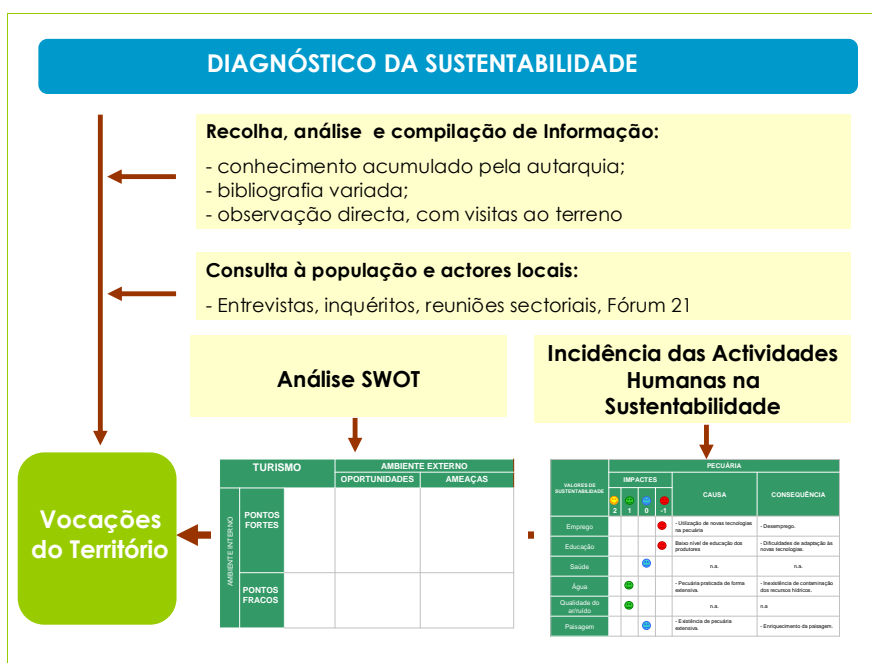 DIAGNÓSTICO DA SUSTENTABILIDADE
Recolha, análise e compilação de Informação:
- conhecimento acumulado pela autarquia;
- bibliografia variada;
- observação directa, com visitas ao terreno
Consulta à população e actores locais:
- Entrevistas, inquéritos, reuniões sectoriais, Fórum 21
Análise SWOT
Incidência das Actividades
Humanas na
Sustentabilidade
Vocações
do Território
TURISMO
AMBIENTE EXTERNO
OPORTUNIDADES
AMEAÇAS
AMBIENTE INTERNO
PONTOS
FORTES
PONTOS
FRACOS
VALORES DE
SUSTENTABILIDADE
PECUÁRIA
IMPACTES
CAUSA
CONSEQUÊNCIA
2 1 0 -1
Emprego
- Utilização de novas tecnologias
na pecuária
- Desemprego.
Educação
Baixo nível de educação dos
produtores
- Dificuldades de adaptação às
novas tecnologias.
Saúde
n.a.
n.a.
Água
- Pecuária praticada de forma
extensiva.
- Inexistência de contaminação
dos recursos hídricos.
Qualidade do
ar/ruído
n.a.
n.a
Paisagem
- Existência de pecuária
extensiva.
- Enriquecimento da paisagem.